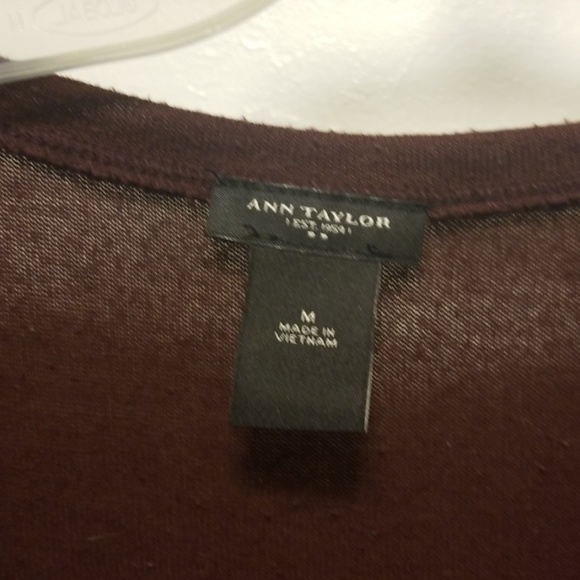 ANN TAYLOR
EST. 1954
M
MADE IN
VIETNAM